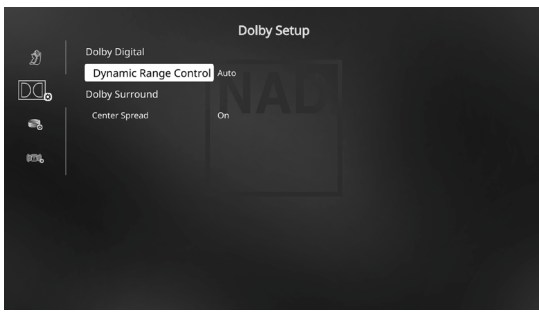 Dolby Setup
Dolby Digital
Dynamic Range Control Auto
Dolby Surround
Center Spread On
NAD